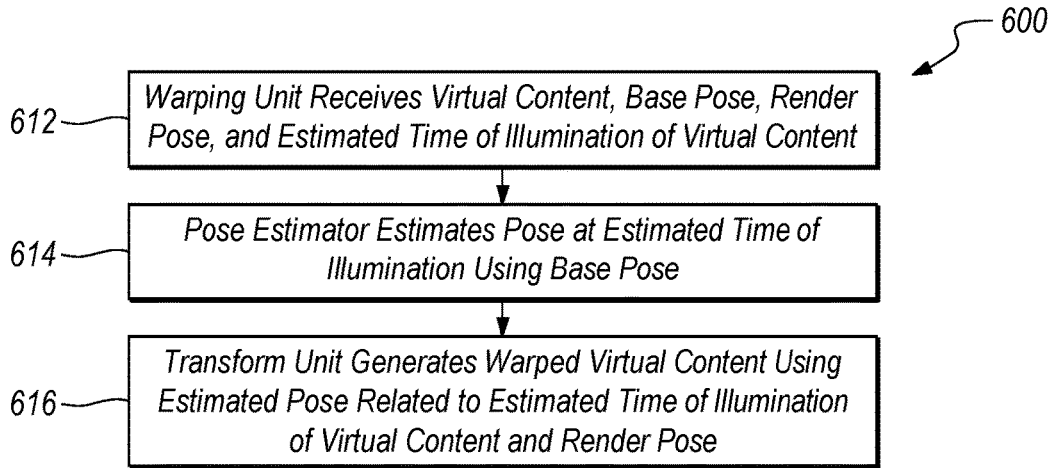 600
612
Warping Unit Receives Virtual Content, Base Pose, Render
Pose, and Estimated Time of Illumination of Virtual Content
614
Pose Estimator Estimates Pose at Estimated Time of
Illumination Using Base Pose
616
Transform Unit Generates Warped Virtual Content Using
Estimated Pose Related to Estimated Time of Illumination
of Virtual Content and Render Pose